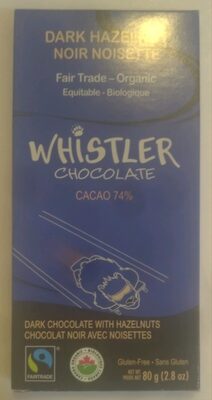 DARK HAZELNUT
NOIR NOISETTE
Fair Trade – Organic
Equitable - Biologique
WHISTLER
CHOCOLATE
CACAO 74%
DARK CHOCOLATE WITH HAZELNUTS
CHOCOLAT NOIR AVEC NOISETTES
Gluten-Free - Sans Gluten
FAIRTRADE
80 g (2.8 oz)